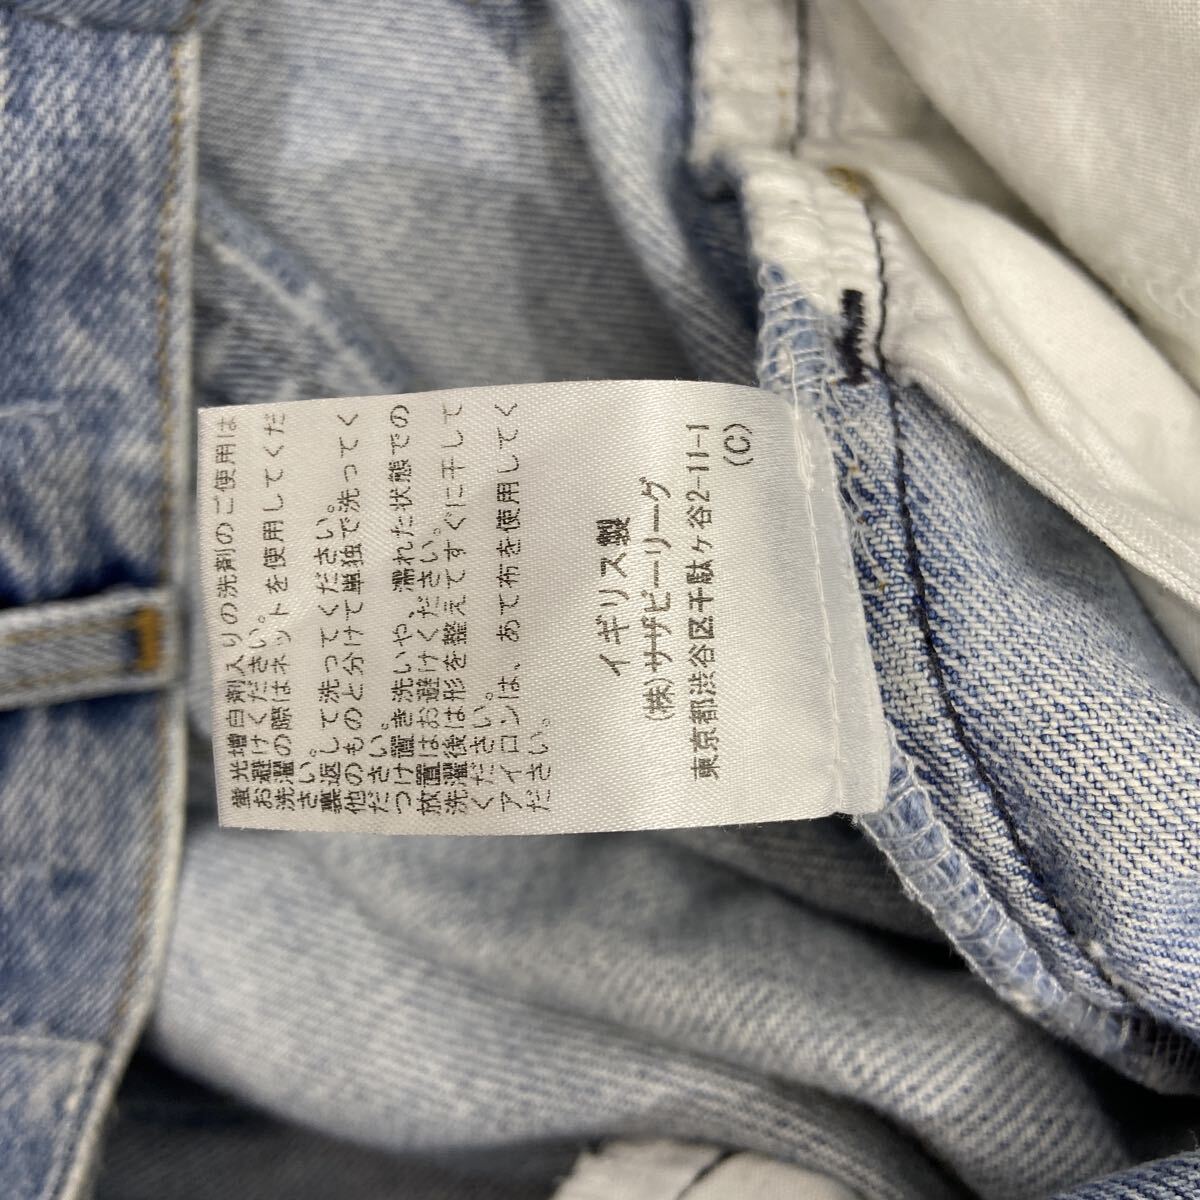 蛍光増白剤入りの洗剤のご使用は
お避けください。
洗濯の際はネットを使用してくだ
さい。
裏返して洗ってください。
他のものと分けて単独で洗ってく
ださい。
つけ置き洗いや、濡れた状態での
放置はお避けください。
洗濯後は形を整えてすぐに干して
ください。
アイロンは、あて布を使用してく
ださい。
イギリス製
(株)サザビーリーグ
東京都渋谷区千駄ヶ谷2-11-1
(C)